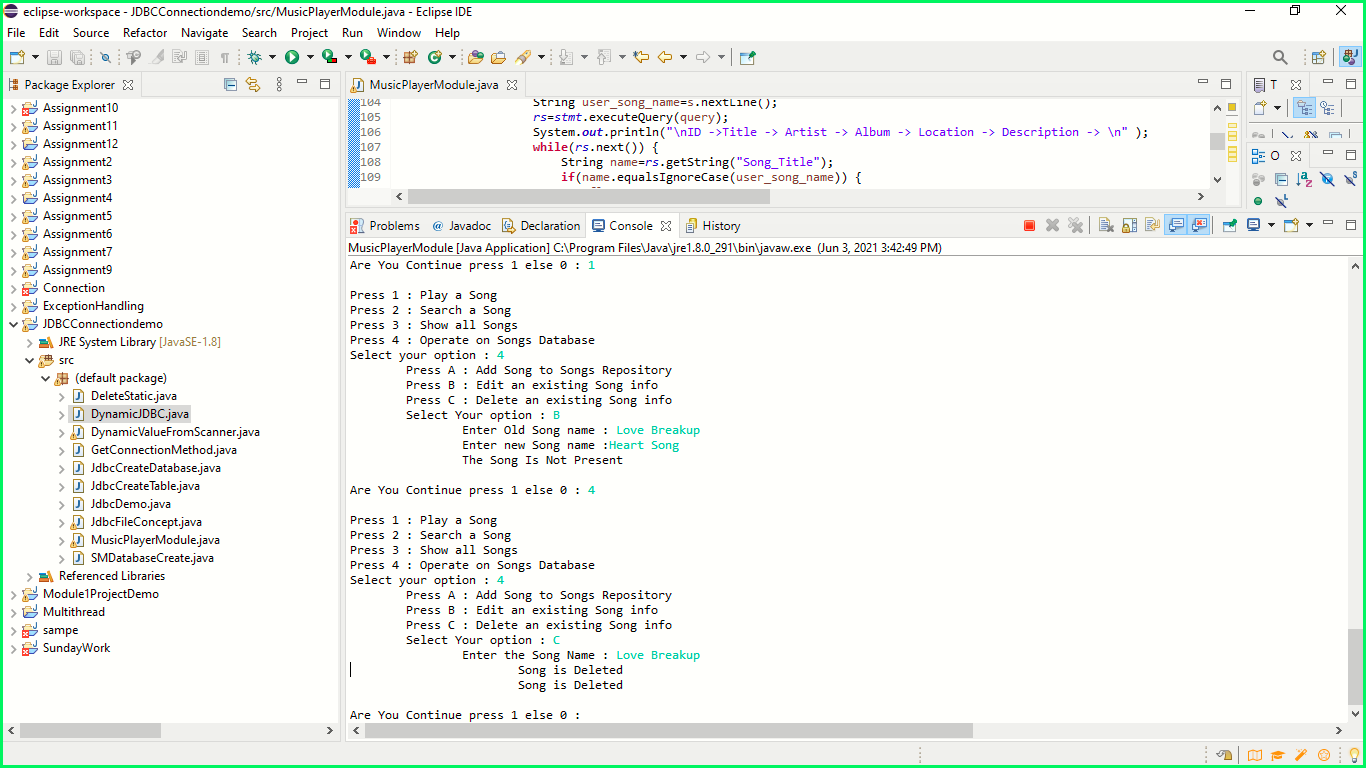 eclipse-workspace - JDBCConnectiondemo/src/MusicPlayerModule.java - Eclipse IDE
File Edit Source Refactor Navigate Search Project Run Window Help
Package Explorer
Assignment10
Assignment11
Assignment12
Assignment2
Assignment3
Assignment4
Assignment5
Assignment6
Assignment7
Assignment9
Connection
ExceptionHandling
JDBCConnectiondemo
JRE System Library [JavaSE-1.8]
src
(default package)
DeleteStatic.java
DynamicJDBC.java
DynamicValueFromScanner.java
GetConnectionMethod.java
JdbcCreateDatabase.java
JdbcCreateTable.java
JdbcDemo.java
JdbcFileConcept.java
MusicPlayerModule.java
SMDatabaseCreate.java
Referenced Libraries
Module1ProjectDemo
Multithread
sampe
SundayWork
MusicPlayerModule.java
104 String user_song_name=s.nextLine();
105 rs=stmt.executeQuery(query);
106 System.out.println("\nID ->Title -> Artist -> Album -> Location -> Description -> \n" );
107 while(rs.next()) {
108 String name=rs.getString("Song_Title");
109 if(name.equalsIgnoreCase(user_song_name)) {
T
O
Problems @ Javadoc Declaration Console History
MusicPlayerModule [Java Application] C:\Program Files\Java\jre1.8.0_291\bin\javaw.exe (Jun 3, 2021 3:42:49 PM)
Are You Continue press 1 else 0 : 1
Press 1 : Play a Song
Press 2 : Search a Song
Press 3 : Show all Songs
Press 4 : Operate on Songs Database
Select your option : 4
Press A : Add Song to Songs Repository
Press B : Edit an existing Song info
Press C : Delete an existing Song info
Select Your option : B
Enter Old Song name : Love Breakup
Enter new Song name :Heart Song
The Song Is Not Present
Are You Continue press 1 else 0 : 4
Press 1 : Play a Song
Press 2 : Search a Song
Press 3 : Show all Songs
Press 4 : Operate on Songs Database
Select your option : 4
Press A : Add Song to Songs Repository
Press B : Edit an existing Song info
Press C : Delete an existing Song info
Select Your option : C
Enter the Song Name : Love Breakup
Song is Deleted
Song is Deleted
Are You Continue press 1 else 0 :